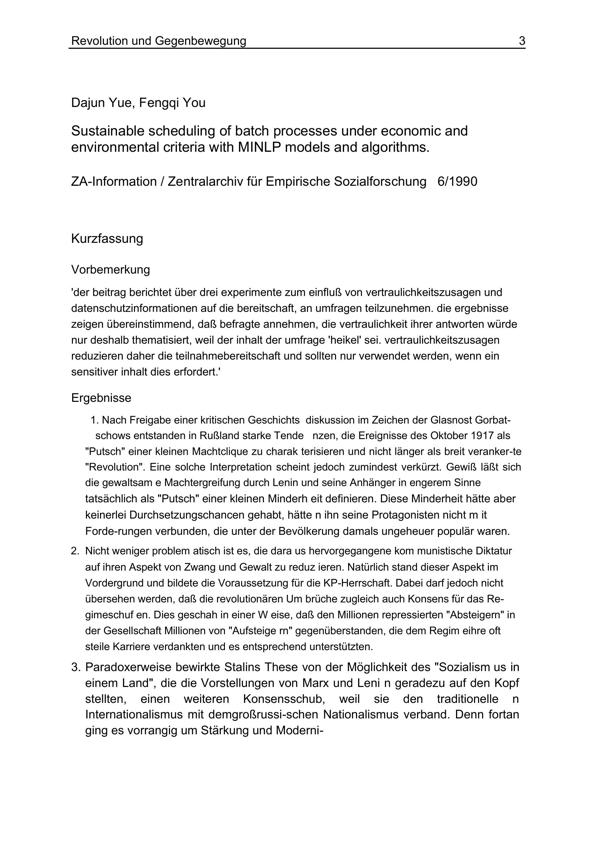 Revolution und Gegenbewegung 3
Dajun Yue, Fengqi You
Sustainable scheduling of batch processes under economic and
environmental criteria with MINLP models and algorithms.
ZA-Information / Zentralarchiv für Empirische Sozialforschung 6/1990
Kurzfassung
Vorbemerkung
'der beitrag berichtet über drei experimente zum einfluß von vertraulichkeitszusagen und
datenschutzinformationen auf die bereitschaft, an umfragen teilzunehmen. die ergebnisse
zeigen übereinstimmend, daß befragte annehmen, die vertraulichkeit ihrer antworten würde
nur deshalb thematisiert, weil der inhalt der umfrage 'heikel' sei. vertraulichkeitszusagen
reduzieren daher die teilnahmebereitschaft und sollten nur verwendet werden, wenn ein
sensitiver inhalt dies erfordert.'
Ergebnisse
1. Nach Freigabe einer kritischen Geschichts diskussion im Zeichen der Glasnost Gorbat-
schows entstanden in Rußland starke Tende nzen, die Ereignisse des Oktober 1917 als
"Putsch" einer kleinen Machtclique zu charak terisieren und nicht länger als breit veranker-te
"Revolution". Eine solche Interpretation scheint jedoch zumindest verkürzt. Gewiß läßt sich
die gewaltsam e Machtergreifung durch Lenin und seine Anhänger in engerem Sinne
tatsächlich als "Putsch" einer kleinen Minderh eit definieren. Diese Minderheit hätte aber
keinerlei Durchsetzungschancen gehabt, hätte n ihn seine Protagonisten nicht m it
Forde-rungen verbunden, die unter der Bevölkerung damals ungeheuer populär waren.
2. Nicht weniger problem atisch ist es, die dara us hervorgegangene kom munistische Diktatur
auf ihren Aspekt von Zwang und Gewalt zu reduz ieren. Natürlich stand dieser Aspekt im
Vordergrund und bildete die Voraussetzung für die KP-Herrschaft. Dabei darf jedoch nicht
übersehen werden, daß die revolutionären Um brüche zugleich auch Konsens für das Re-
gimeschuf en. Dies geschah in einer W eise, daß den Millionen repressierten "Absteigern" in
der Gesellschaft Millionen von "Aufsteige rn" gegenüberstanden, die dem Regim eihre oft
steile Karriere verdankten und es entsprechend unterstützten.
3. Paradoxerweise bewirkte Stalins These von der Möglichkeit des "Sozialism us in
einem Land", die die Vorstellungen von Marx und Leni n geradezu auf den Kopf
stellten, einen weiteren Konsensschub, weil sie den traditionelle n
Internationalismus mit demgroßrussi-schen Nationalismus verband. Denn fortan
ging es vorrangig um Stärkung und Moderni-